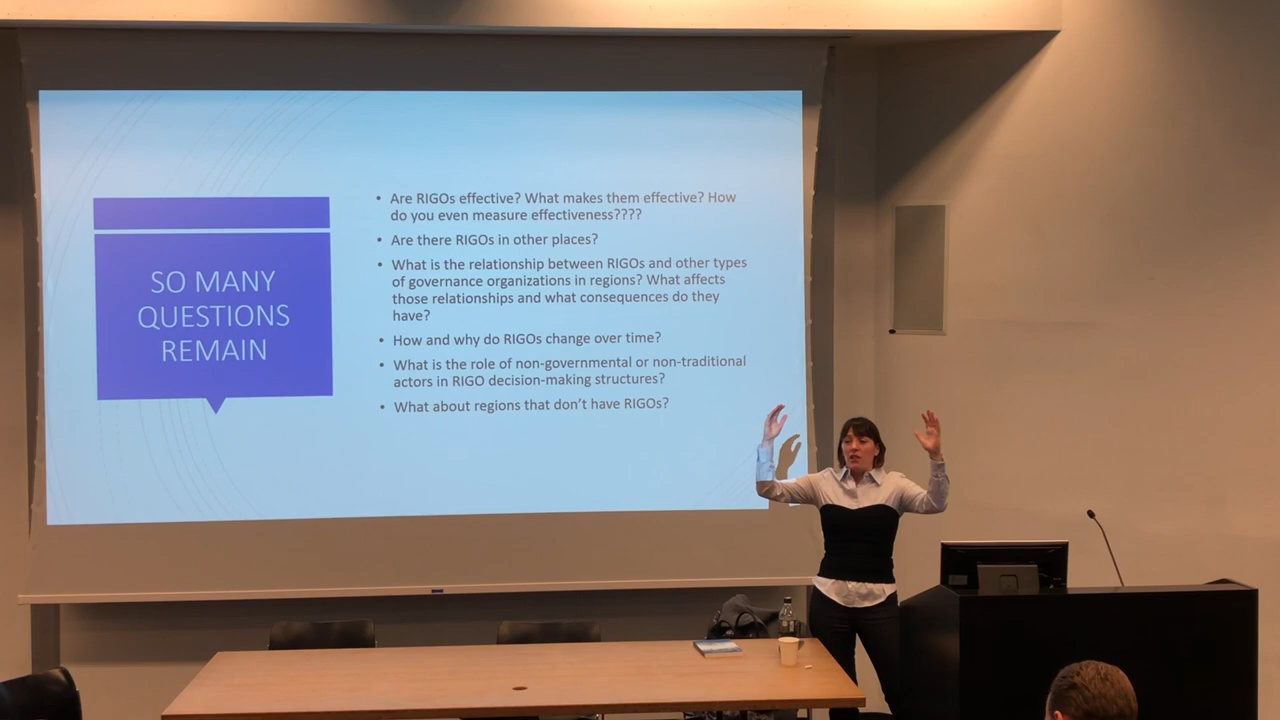 SO MANY
QUESTIONS
REMAIN
• Are RIGOs effective? What makes them effective? How
do you even measure effectiveness????
• Are there RIGOs in other places?
• What is the relationship between RIGOs and other types
of governance organizations in regions? What affects
those relationships and what consequences do they
have?
• How and why do RIGOs change over time?
• What is the role of non-governmental or non-traditional
actors in RIGO decision-making structures?
• What about regions that don't have RIGOs?